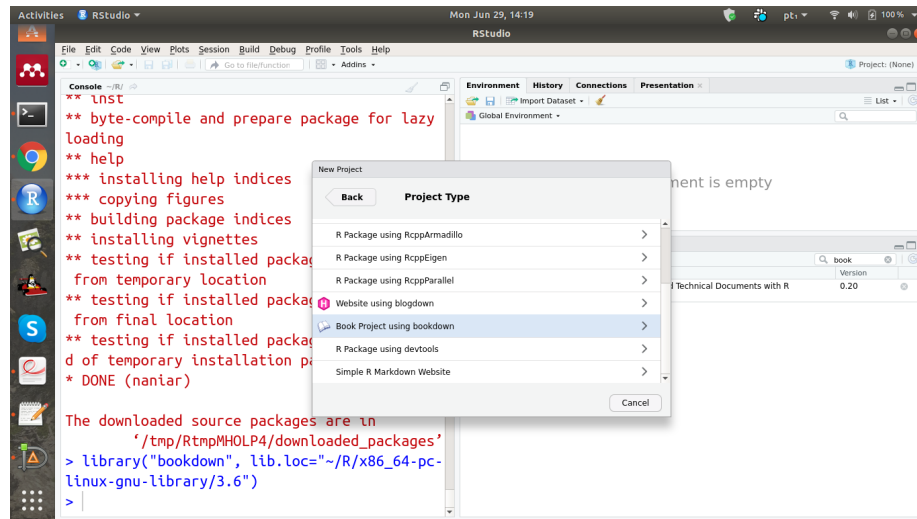 Activities
RStudio
Mon Jun 29, 14:19
pt₁
100 %
RStudio
File Edit Code View Plots Session Build Debug Profile Tools Help
Go to file/function
Addins
Project: (None)
Console ~/R/
** inst
** byte-compile and prepare package for lazy
loading
** help
*** installing help indices
*** copying figures
** building package indices
** installing vignettes
** testing if installed packag
from temporary location
** testing if installed packag
from final location
** testing if installed packag
d of temporary installation pa
* DONE (naniar)
The downloaded source packages are in
‘/tmp/RtmpMHOLP4/downloaded_packages’
> library("bookdown", lib.loc="~/R/x86_64-pc-
linux-gnu-library/3.6")
>
Environment History Connections Presentation
Import Dataset
List
Global Environment
ment is empty
book
Version
d Technical Documents with R
0.20
New Project
Back
Project Type
R Package using RcppArmadillo
R Package using RcppEigen
R Package using RcppParallel
Website using blogdown
Book Project using bookdown
R Package using devtools
Simple R Markdown Website
Cancel